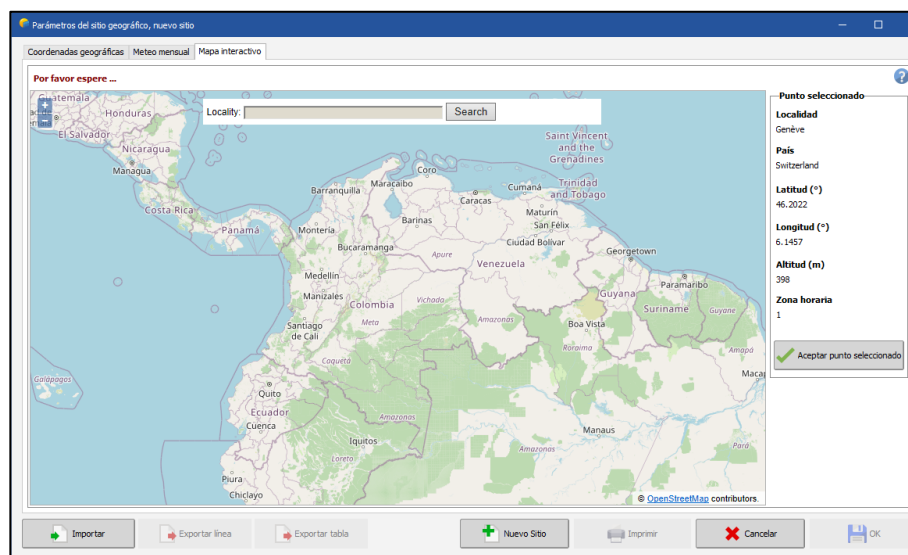 Parámetros del sitio geográfico, nuevo sitio
Coordenadas geográficas
Meteo mensual
Mapa interactivo
Por favor espere ...
+
−
Locality:
Search
Guatemala
Honduras
El Salvador
Nicaragua
Managua
Costa Rica
Panamá
Saint Vincent
and the
Grenadines
Trinidad
and Tobago
Barranquilla
Maracaibo
Coro
Caracas
Cumaná
Maturín
Barinas
San Félix
Ciudad Bolívar
Montería
Bucaramanga
Apure
Venezuela
Georgetown
Medellín
Paramaribo
Manizales
Colombia
Vichada
Guyana
Suriname
Guyane
Santiago
de Cali
Meta
Amazonas
Boa Vista
Roraima
Caquetá
Amapá
Galápagos
Quito
Ecuador
Cuenca
Amazonas
Manaus
Iquitos
Loreto
Amazonas
Pará
Piura
Chiclayo
© OpenStreetMap contributors.
Punto seleccionado
Localidad
Genève
País
Switzerland
Latitud (°)
46.2022
Longitud (°)
6.1457
Altitud (m)
398
Zona horaria
1
Aceptar punto seleccionado
Importar
Exportar línea
Exportar tabla
Nuevo Sitio
Imprimir
Cancelar
OK